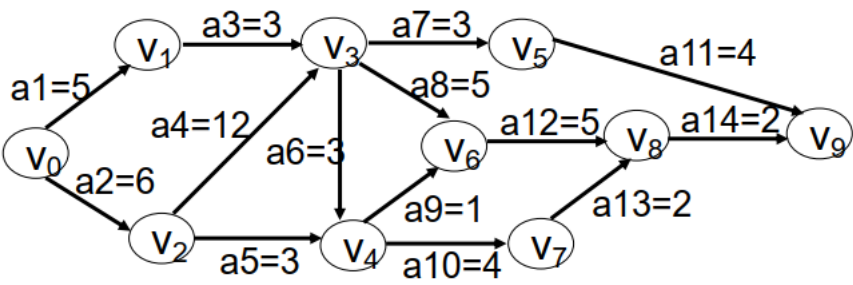 a3=3
a7=3
v1
v3
v5
a11=4
a1=5
a8=5
a4=12
a6=3
a12=5
a14=2
v0
v6
v8
v9
a2=6
a9=1
a13=2
v2
a5=3
v4
a10=4
v7